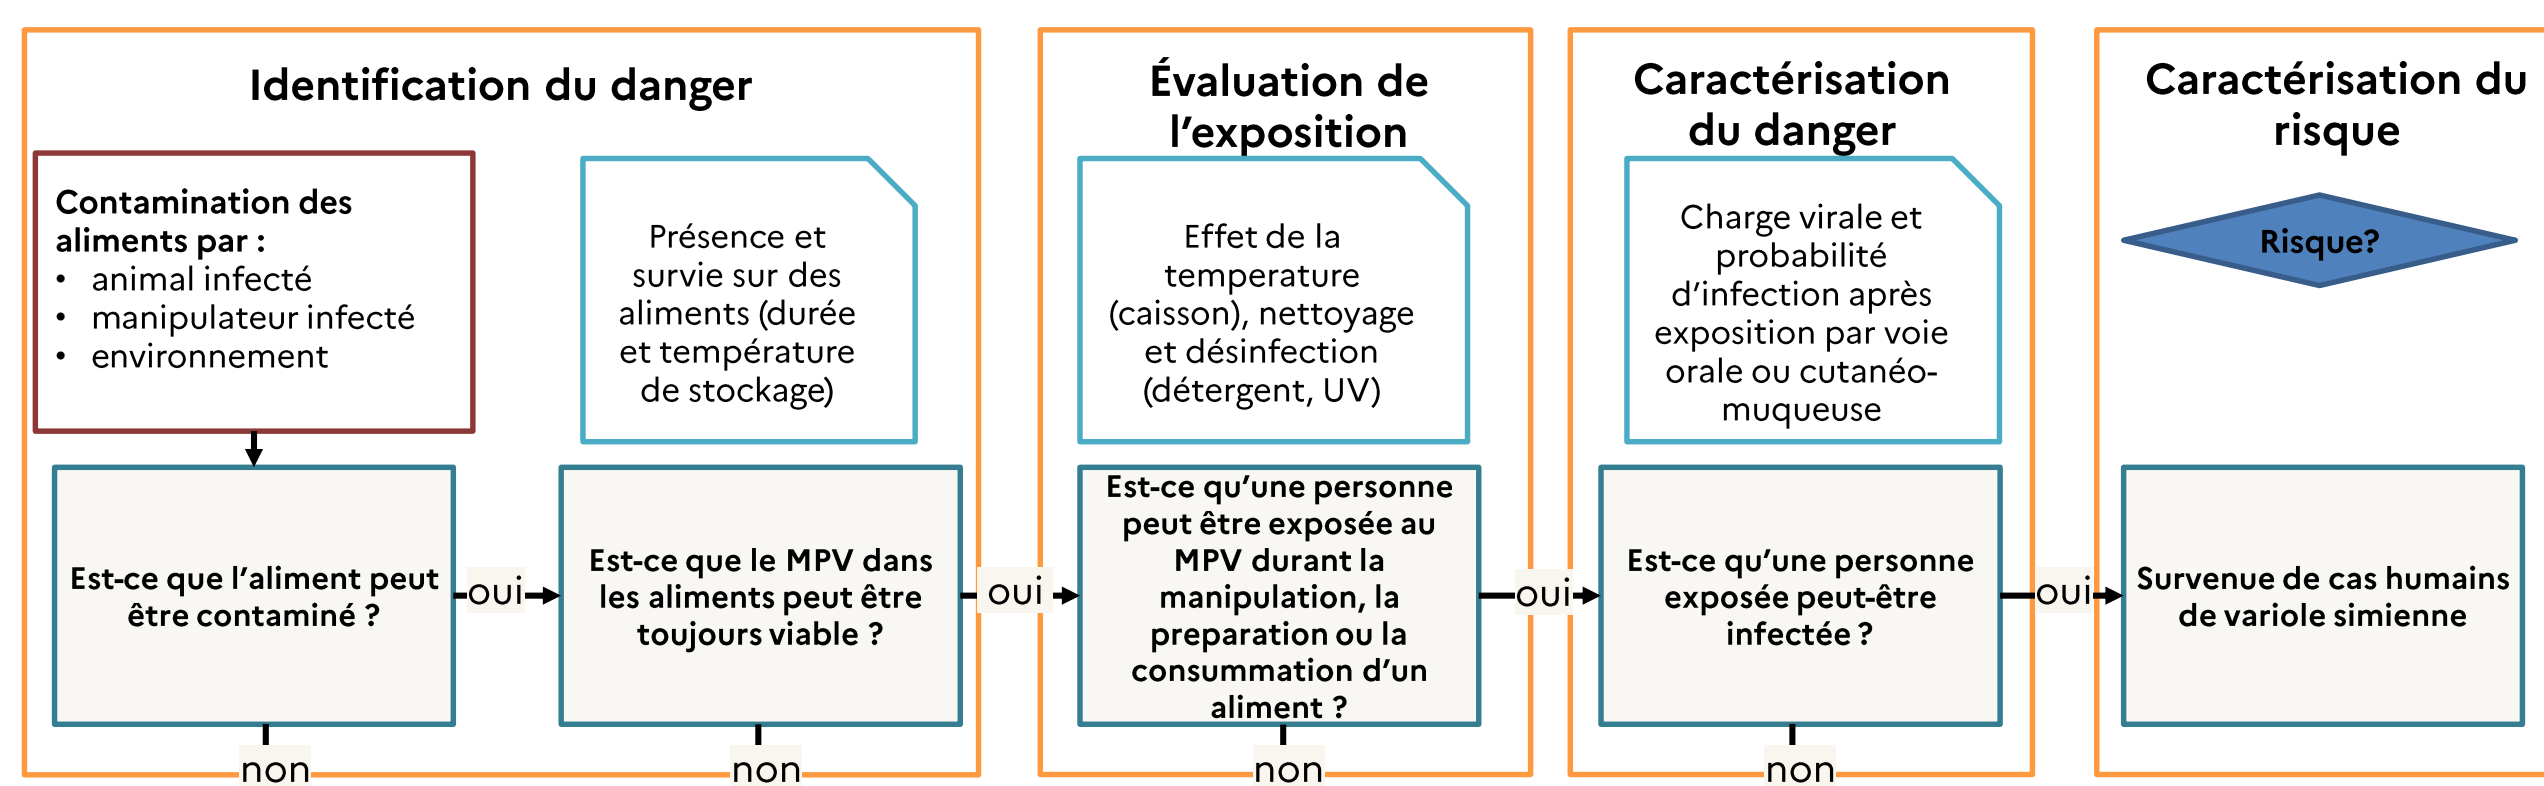 Identification du danger
Contamination des
aliments par :
• animal infecté
• manipulateur infecté
• environnement
Présence et
survie sur des
aliments (durée
et température
de stockage)
Est-ce que l’aliment peut
être contaminé ?
oui
Est-ce que le MPV dans
les aliments peut être
toujours viable ?
non
non
oui
Évaluation de
l’exposition
Effet de la
temperature
(caisson), nettoyage
et désinfection
(détergent, UV)
Est-ce qu’une personne
peut être exposée au
MPV durant la
manipulation, la
preparation ou la
consummation d’un
aliment ?
non
oui
Caractérisation
du danger
Charge virale et
probabilité
d’infection après
exposition par voie
orale ou cutanéo-
muqueuse
Est-ce qu’une personne
exposée peut-être
infectée ?
non
oui
Caractérisation du
risque
Risque?
Survenue de cas humains
de variole simienne